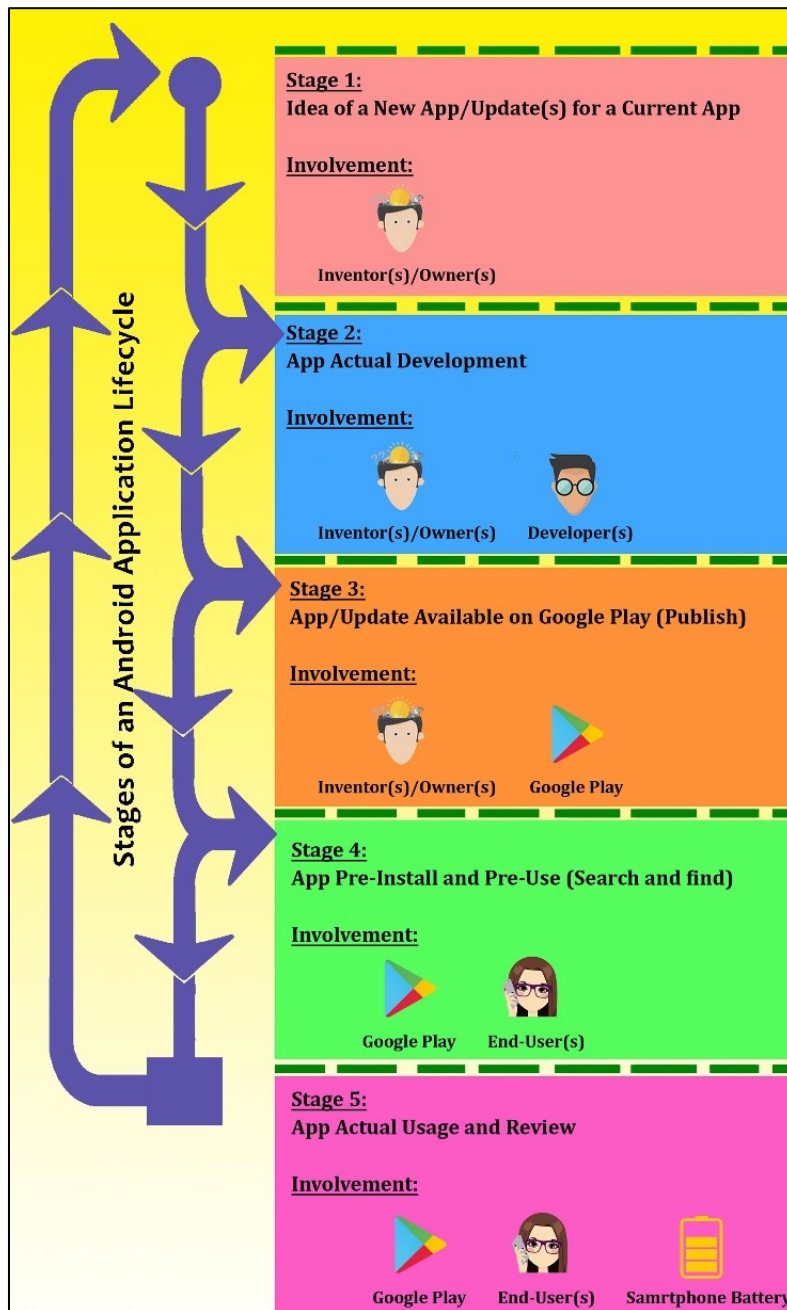 Stages of an Android Application Lifecycle
Stage 1:
Idea of a New App/Update(s) for a Current App
Involvement:
Inventor(s)/Owner(s)
Stage 2:
App Actual Development
Involvement:
Inventor(s)/Owner(s) Developer(s)
Stage 3:
App/Update Available on Google Play (Publish)
Involvement:
Inventor(s)/Owner(s) Google Play
Stage 4:
App Pre-Install and Pre-Use (Search and find)
Involvement:
Google Play End-User(s)
Stage 5:
App Actual Usage and Review
Involvement:
Google Play End-User(s) Samrtphone Battery